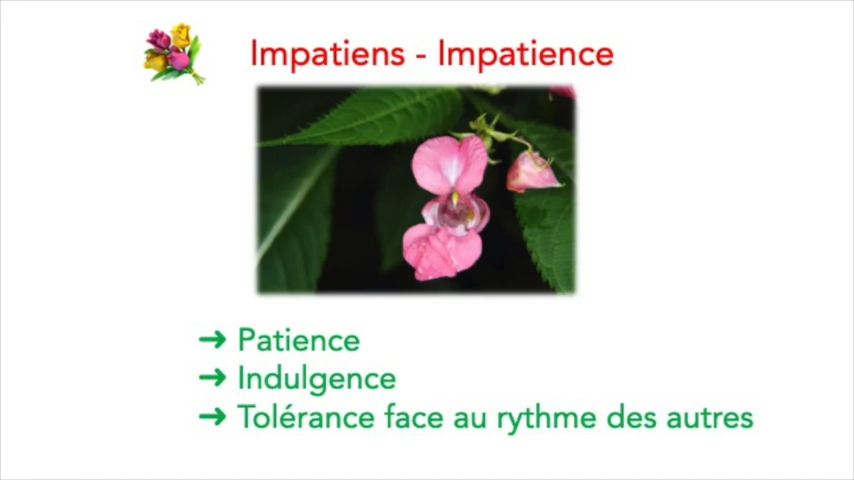 Impatiens - Impatience
➜ Patience
➜ Indulgence
➜ Tolérance face au rythme des autres